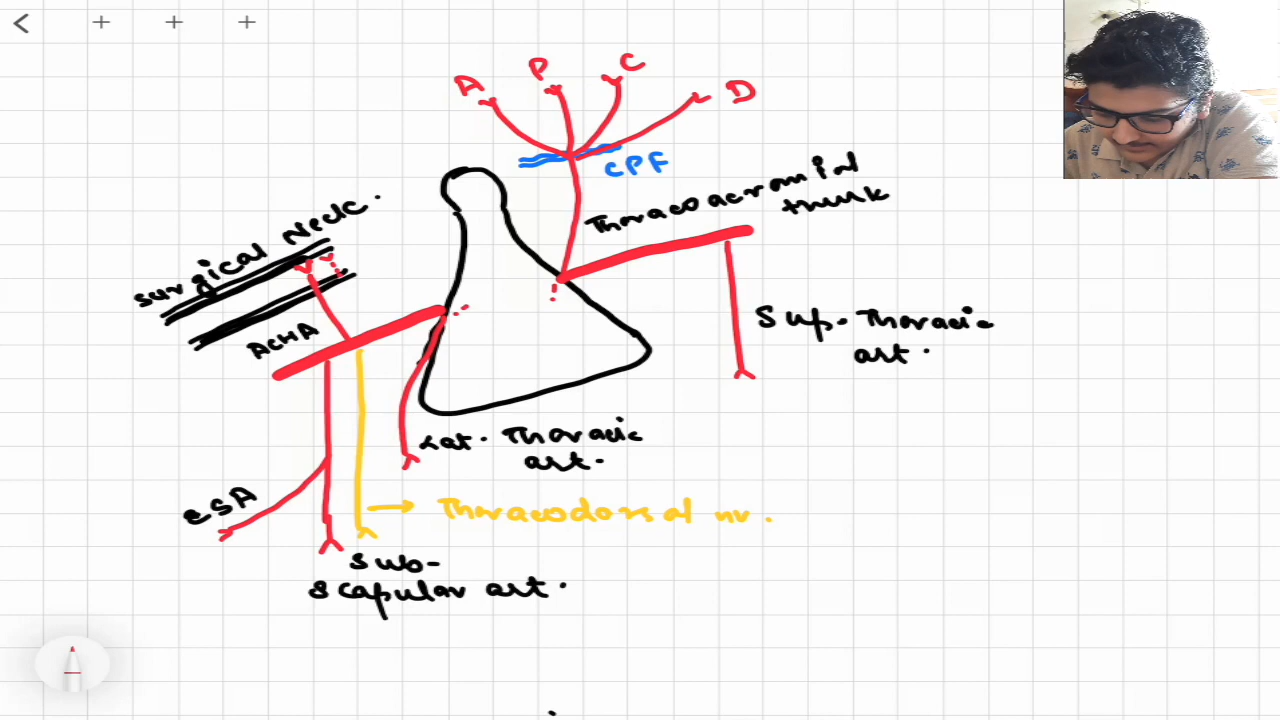 A P C D
CPF
Thoracoacromial
trunk
Surgical Neck.
ACHA
Sup. Thoracic
art.
Lat. Thoracic
art.
CSA
Thoracodorsal nv.
Sub-
scapular art.